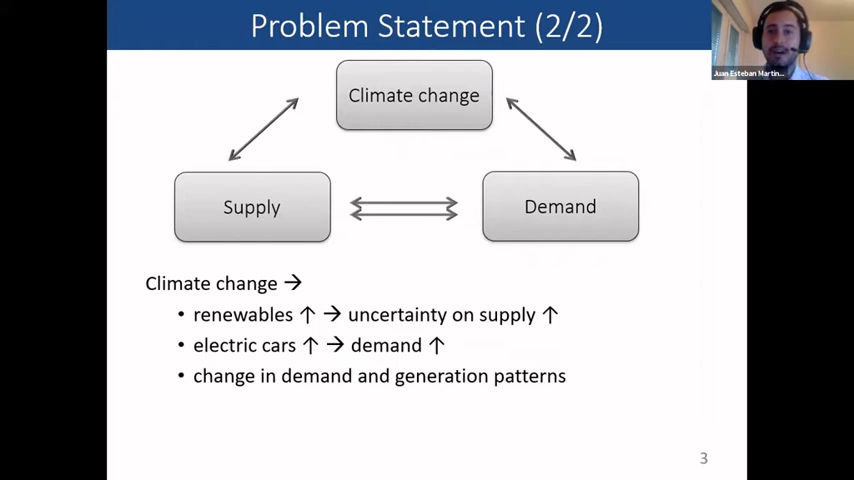 Problem Statement (2/2)
Juan Esteban Martin...
Climate change
Supply
Demand
Climate change →
• renewables ↑ → uncertainty on supply ↑
• electric cars ↑ → demand ↑
• change in demand and generation patterns
3